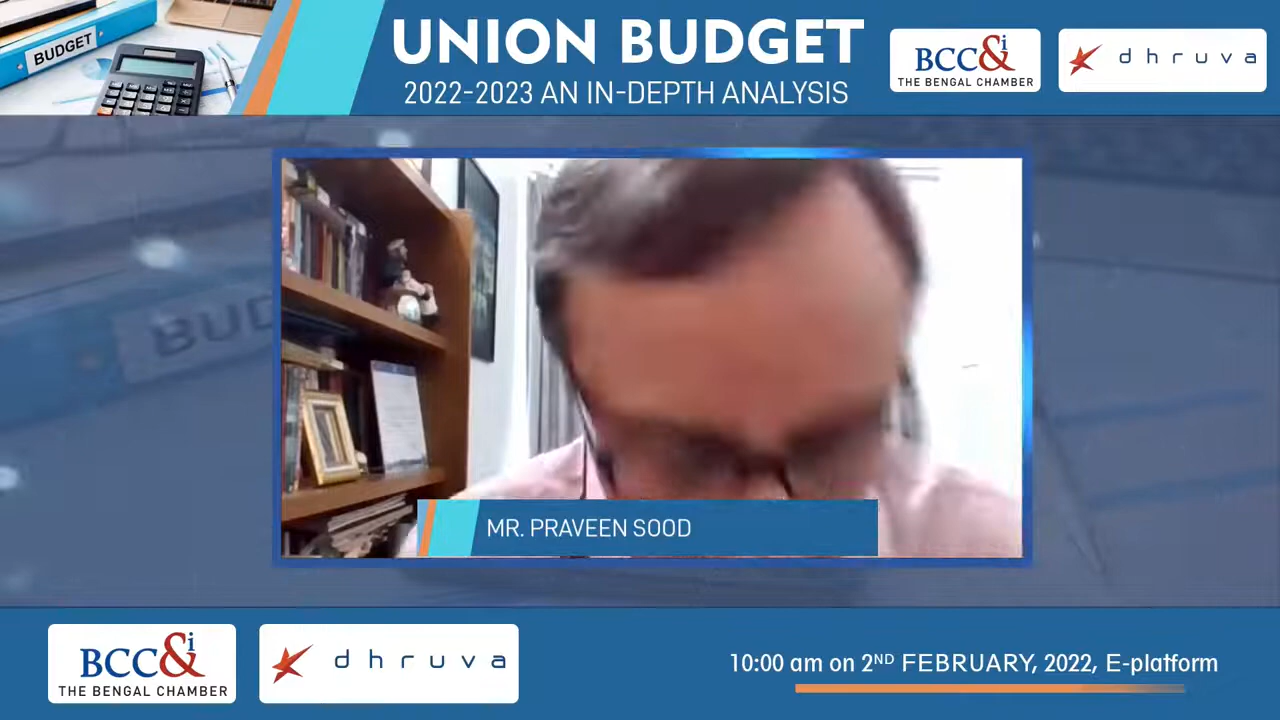 BUDGET
UNION BUDGET
2022-2023 AN IN-DEPTH ANALYSIS
BCC&i
THE BENGAL CHAMBER
dhruva
BUD
MR. PRAVEEN SOOD
BCC&i
THE BENGAL CHAMBER
dhruva
10:00 am on 2ND FEBRUARY, 2022, E-platform